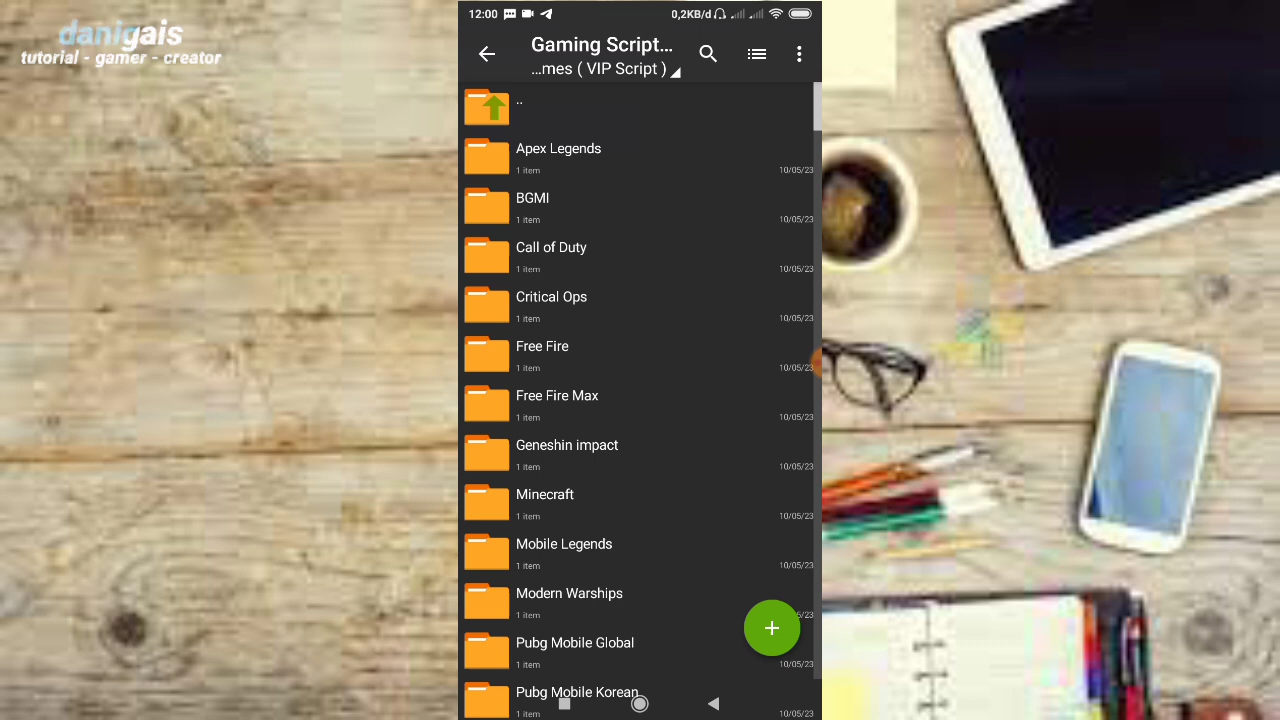 danigais
tutorial - gamer - creator
12:00
0,2KB/d
Gaming Script...
...mes ( VIP Script )
..
Apex Legends
1 item
10/05/23
BGMI
1 item
10/05/23
Call of Duty
1 item
10/05/23
Critical Ops
1 item
10/05/23
Free Fire
1 item
10/05/23
Free Fire Max
1 item
10/05/23
Geneshin impact
1 item
10/05/23
Minecraft
1 item
10/05/23
Mobile Legends
1 item
10/05/23
Modern Warships
1 item
5/23
Pubg Mobile Global
1 item
10/05/23
Pubg Mobile Korean
1 item
10/05/23